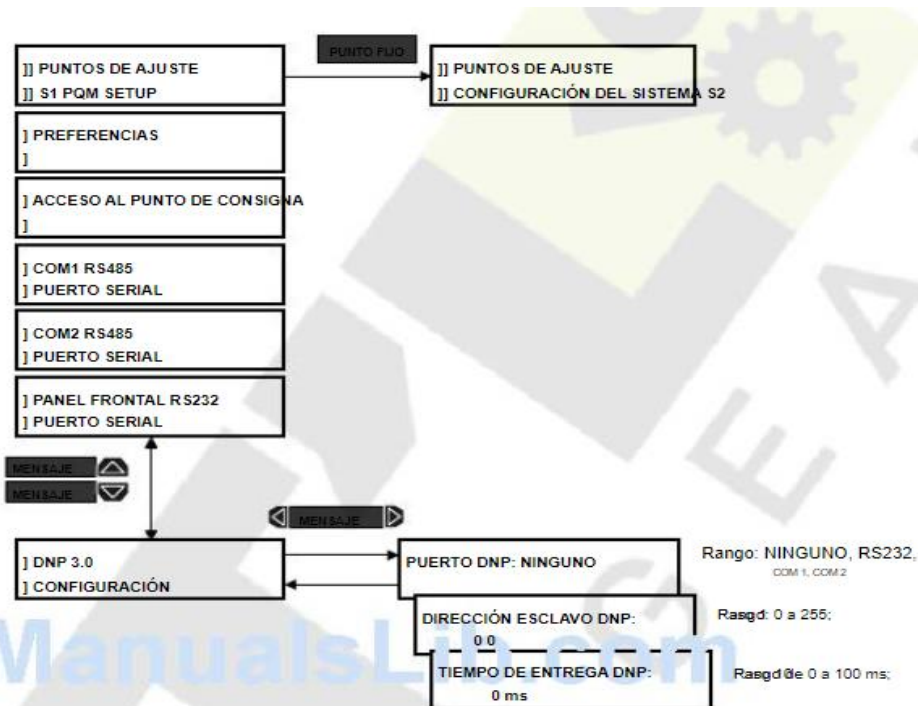 PUNTO FIJO
]] PUNTOS DE AJUSTE
]] S1 PQM SETUP
]] PUNTOS DE AJUSTE
]] CONFIGURACIÓN DEL SISTEMA S2
] PREFERENCIAS
]
] ACCESO AL PUNTO DE CONSIGNA
]
] COM1 RS485
] PUERTO SERIAL
] COM2 RS485
] PUERTO SERIAL
] PANEL FRONTAL RS232
] PUERTO SERIAL
MENSAJE
MENSAJE
MENSAJE
] DNP 3.0
] CONFIGURACIÓN
PUERTO DNP: NINGUNO
Rango: NINGUNO, RS232,
COM 1, COM 2
DIRECCIÓN ESCLAVO DNP:
0 0
0 a 255;
TIEMPO DE ENTREGA DNP:
0 ms
de 0 a 100 ms;
ManualsLib.com
GEA